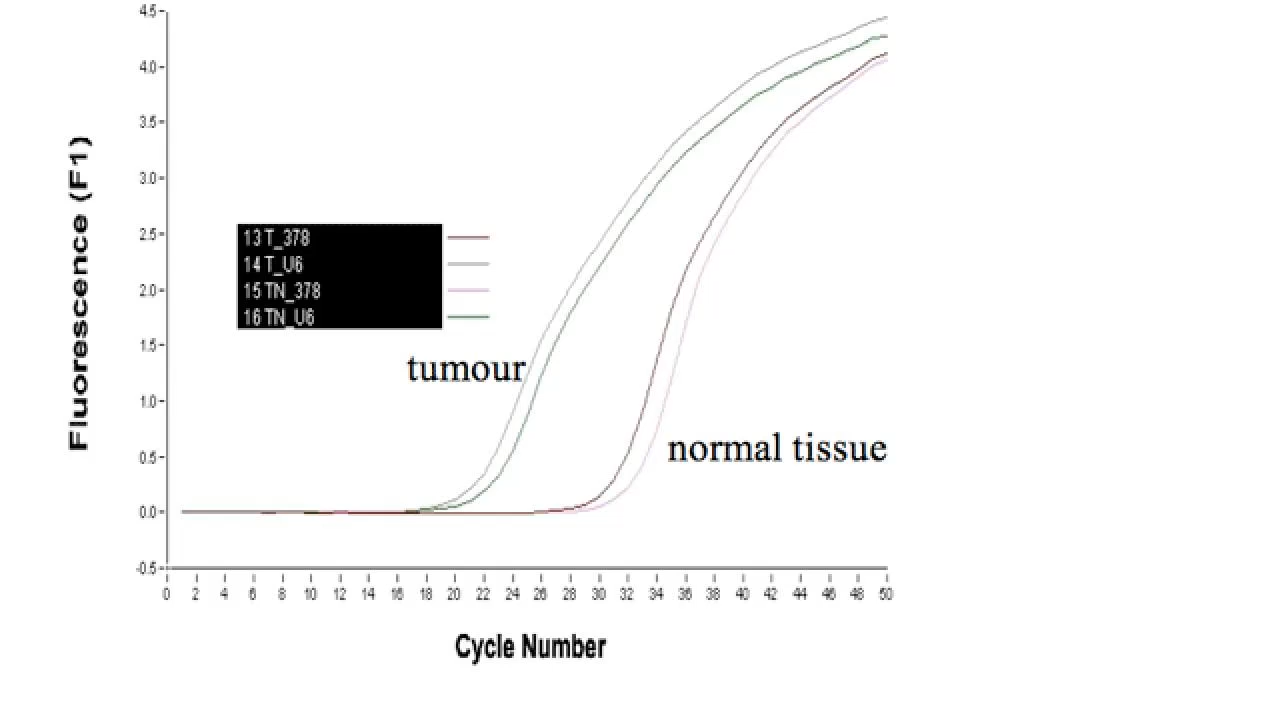 4.5
4.0
3.5
3.0
2.5
2.0
1.5
1.0
0.5
0.0
-0.5
Fluorescence (F1)
13 T_378
14 T_U6
15 TN_378
16 TN_U6
tumour
normal tissue
0 2 4 6 8 10 12 14 16 18 20 22 24 26 28 30 32 34 36 38 40 42 44 46 48 50
Cycle Number